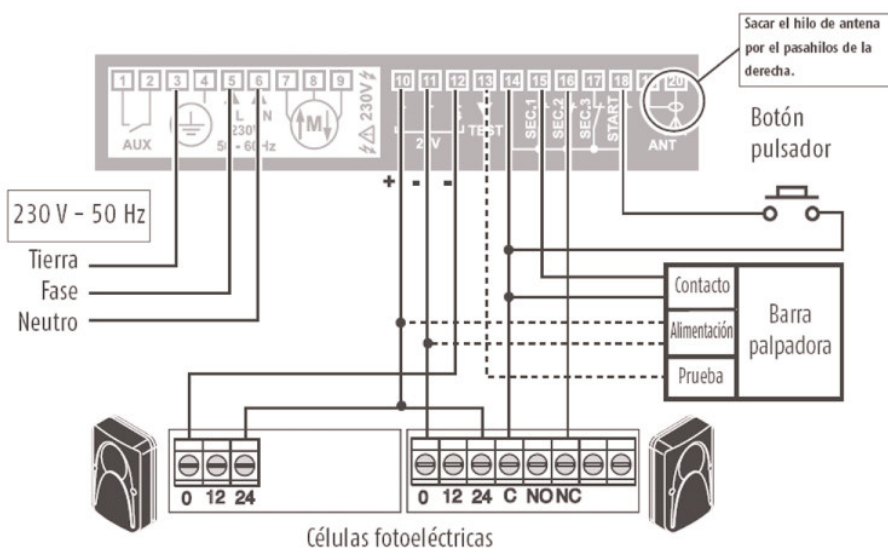 Sacar el hilo de antena
por el pasahilos de la
derecha.
1 2 3 4 5 6 7 8 9 10 11 12 13 14 15 16 17 18 20
AUX
L N
230V
50 - 60Hz
M
230V
24V
TEST
SEC.1
SEC.2
SEC.3
START
ANT
Botón
pulsador
+ - -
230 V - 50 Hz
Tierra
Fase
Neutro
Contacto
Alimentación
Prueba
Barra
palpadora
0 12 24
0 12 24 C NO NC
Células fotoeléctricas